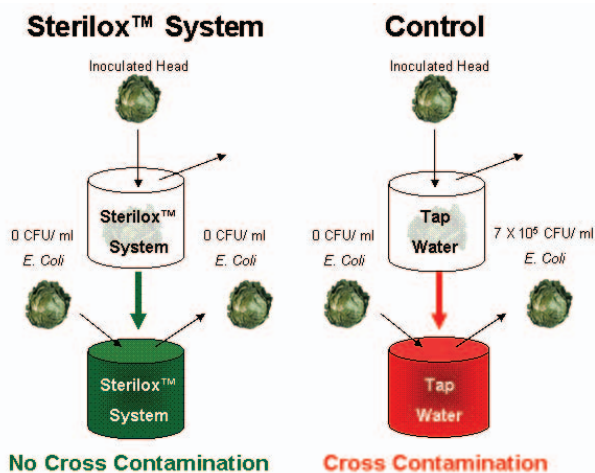 Sterilox™ System
Inoculated Head
Sterilox™
System
0 CFU/ ml
E. Coli
0 CFU/ ml
E. Coli
Sterilox™
System
No Cross Contamination
Control
Inoculated Head
Tap
Water
0 CFU/ ml
E. Coli
7 X 10⁵ CFU/ ml
E. Coli
Tap
Water
Cross Contamination